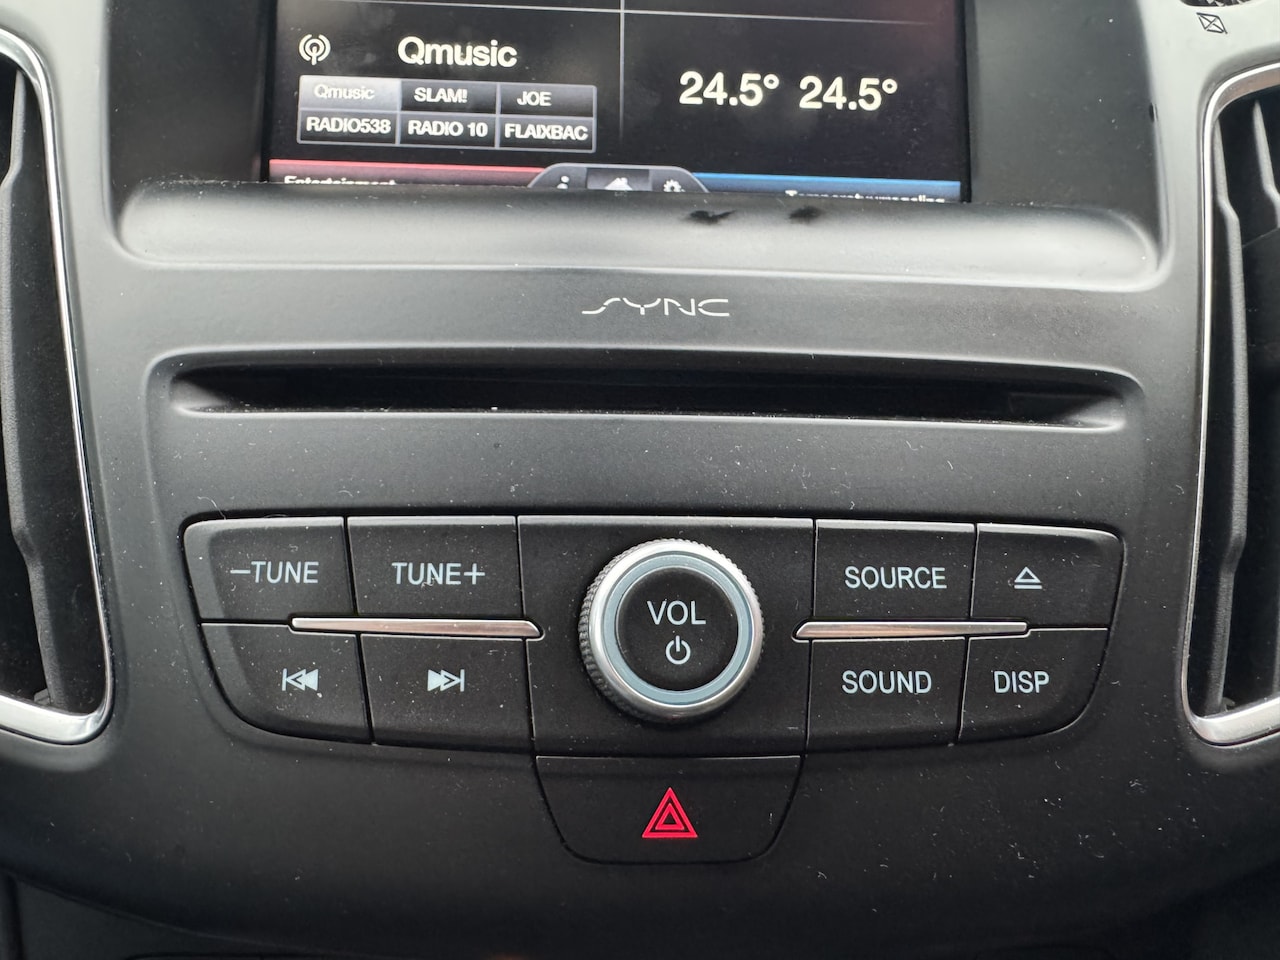 Qmusic
24.5° 24.5°
Qmusic SLAM! JOE
RADIO538 RADIO 10 FLAIXBAC
Entertainment
SYNC
−TUNE TUNE+
VOL
SOURCE
SOUND DISP